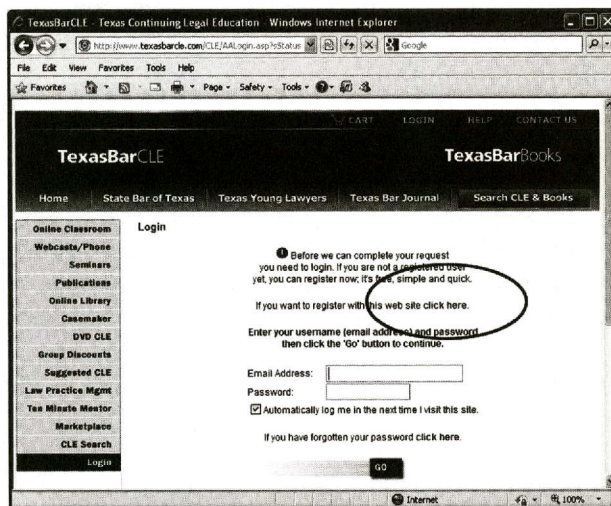 TexasBarCLE - Texas Continuing Legal Education - Windows Internet Explorer
http://www.texasbarcle.com/CLE/AALogin.asp?sStatus
Google
File Edit View Favorites Tools Help
Favorites
Page Safety Tools
CART LOGIN HELP CONTACT US
TexasBarCLE
TexasBarBooks
Home State Bar of Texas Texas Young Lawyers Texas Bar Journal Search CLE & Books
Online Classroom
Webcasts/Phone
Seminars
Publications
Online Library
Casemaker
DVD CLE
Group Discounts
Suggested CLE
Law Practice Mgmt
Ten Minute Mentor
Marketplace
CLE Search
Login
Login
Before we can complete your request
you need to login. If you are not a registered user
yet, you can register now; it's free, simple and quick.
If you want to register with this web site click here.
Enter your username (email address) and password
then click the 'Go' button to continue.
Email Address:
Password:
Automatically log me in the next time I visit this site.
If you have forgotten your password click here.
GO
Internet
100%